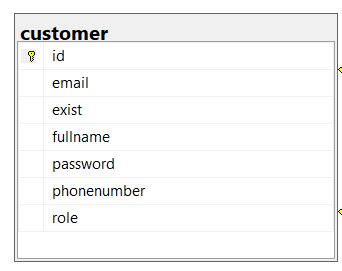 customer
id
email
exist
fullname
password
phonenumber
role